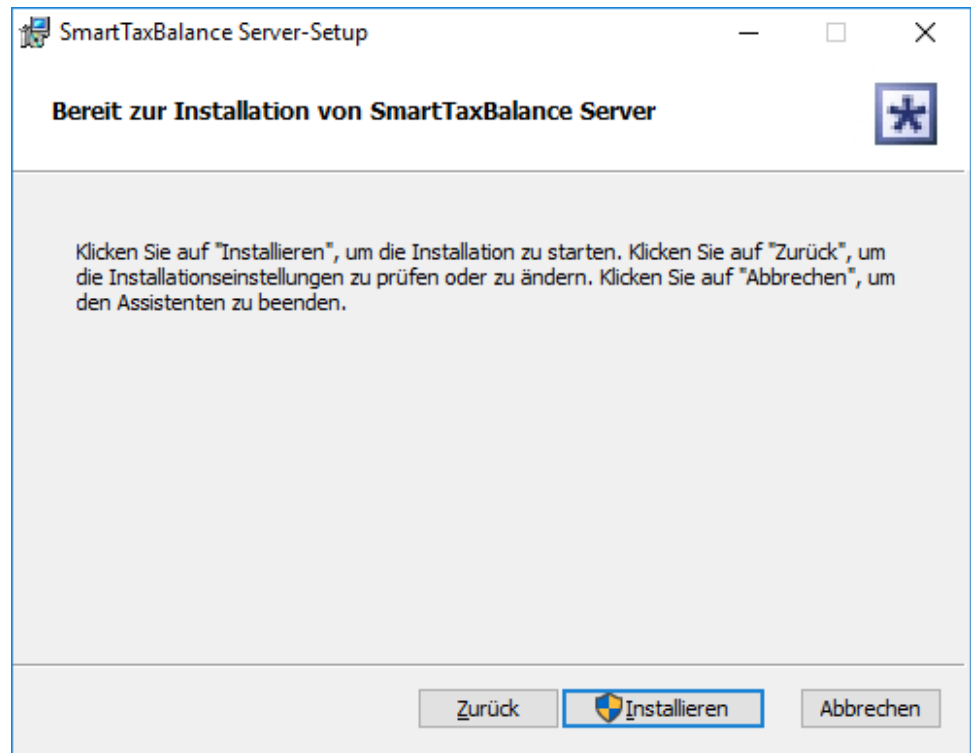 SmartTaxBalance Server-Setup
Bereit zur Installation von SmartTaxBalance Server
Klicken Sie auf "Installieren", um die Installation zu starten. Klicken Sie auf "Zurück", um
die Installationseinstellungen zu prüfen oder zu ändern. Klicken Sie auf "Abbrechen", um
den Assistenten zu beenden.
Zurück
Installieren
Abbrechen